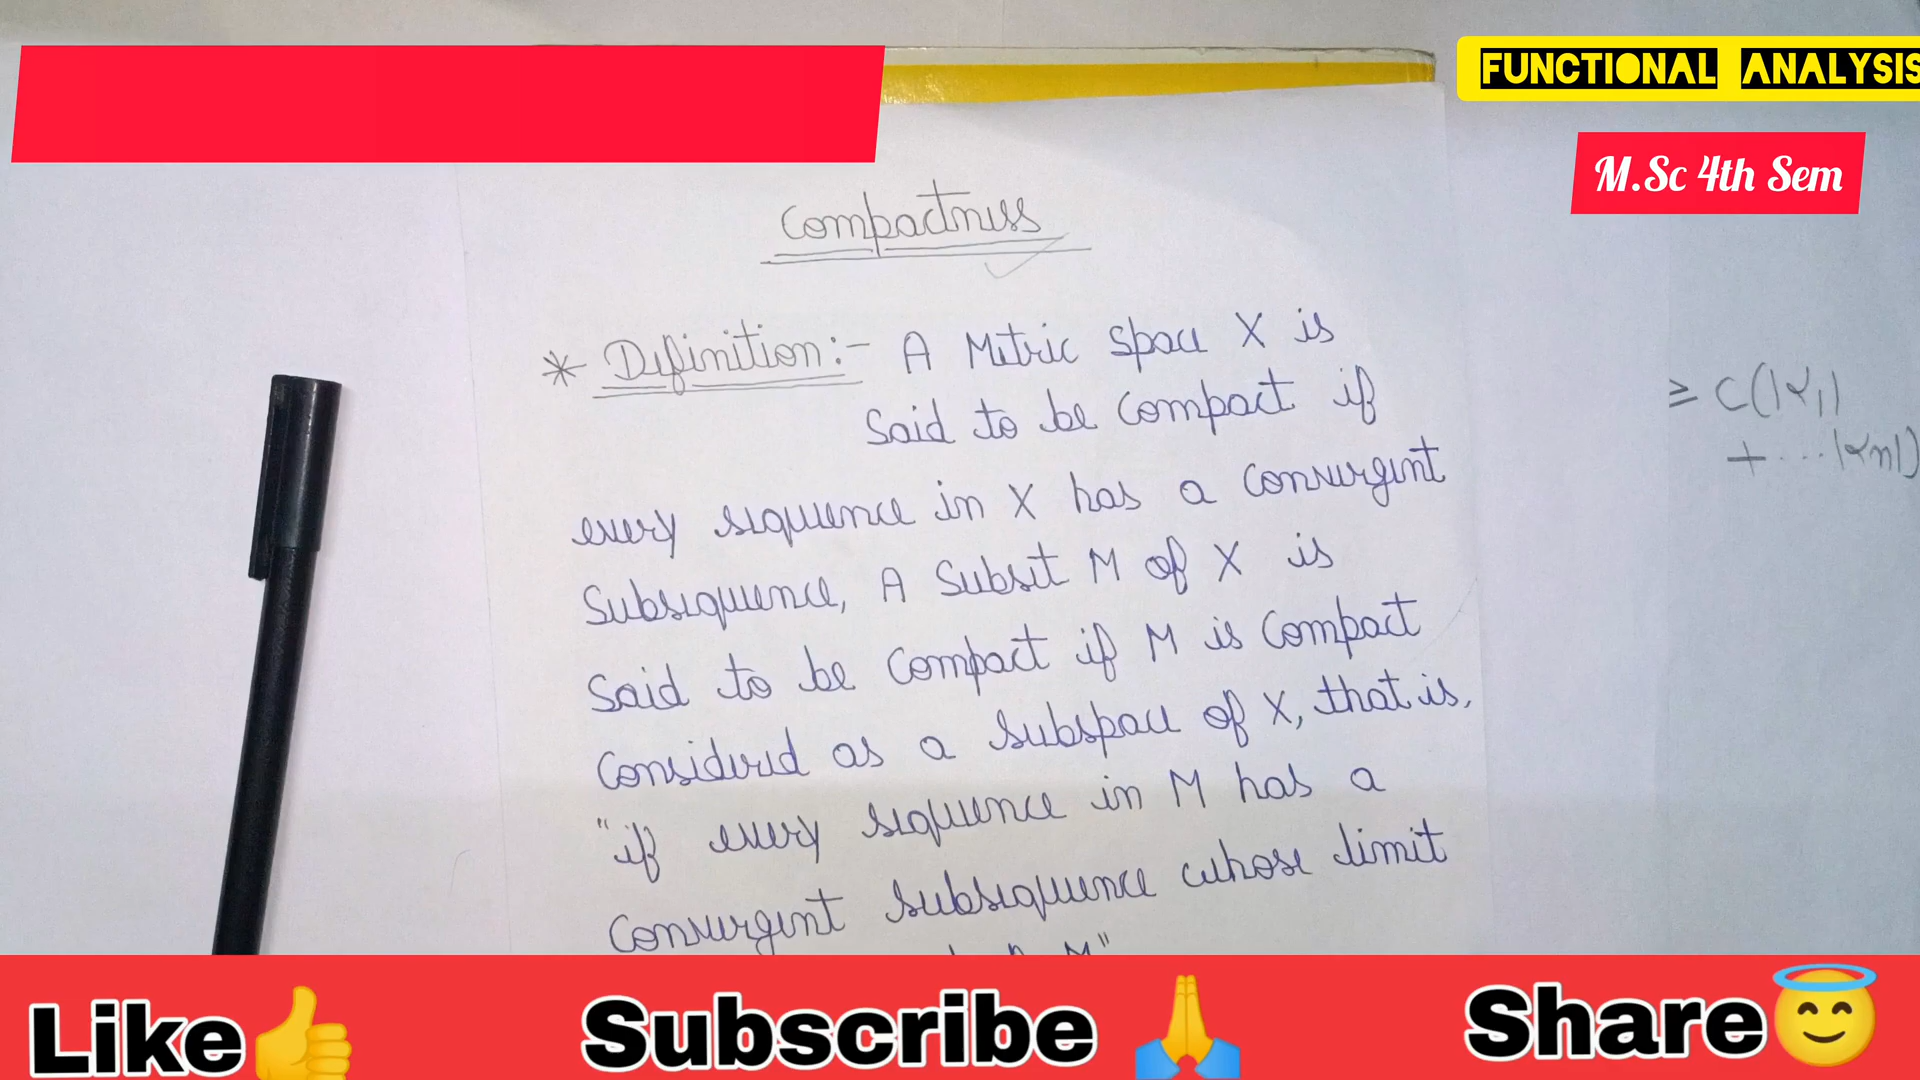 FUNCTIONAL ANALYSIS
M.Sc 4th Sem
Compactness
* Definition:- A Metric space X is
Said to be Compact if
every sequence in X has a Convergent
Subsequence, A Subset M of X is
Said to be Compact if M is Compact
Considered as a Subspace of X, that is,
"if every sequence in M has a
Convergent Subsequence whose limit
M"
≥ C(|α1|
+ ... |αn|)
Like👍 Subscribe🙏 Share😇